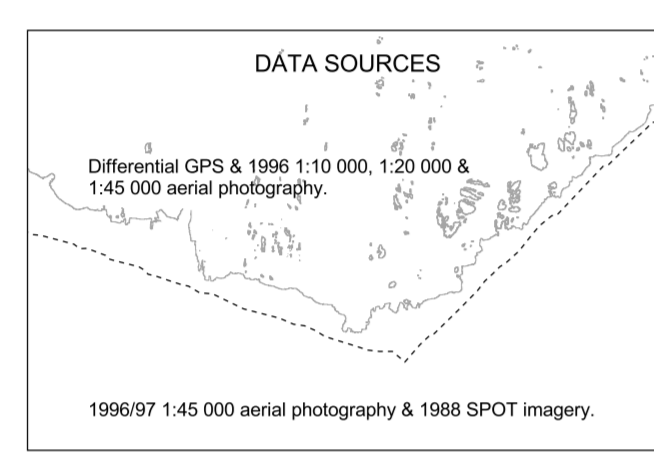 DATA SOURCES
Differential GPS & 1996 1:10 000, 1:20 000 &
1:45 000 aerial photography.
1996/97 1:45 000 aerial photography & 1988 SPOT imagery.